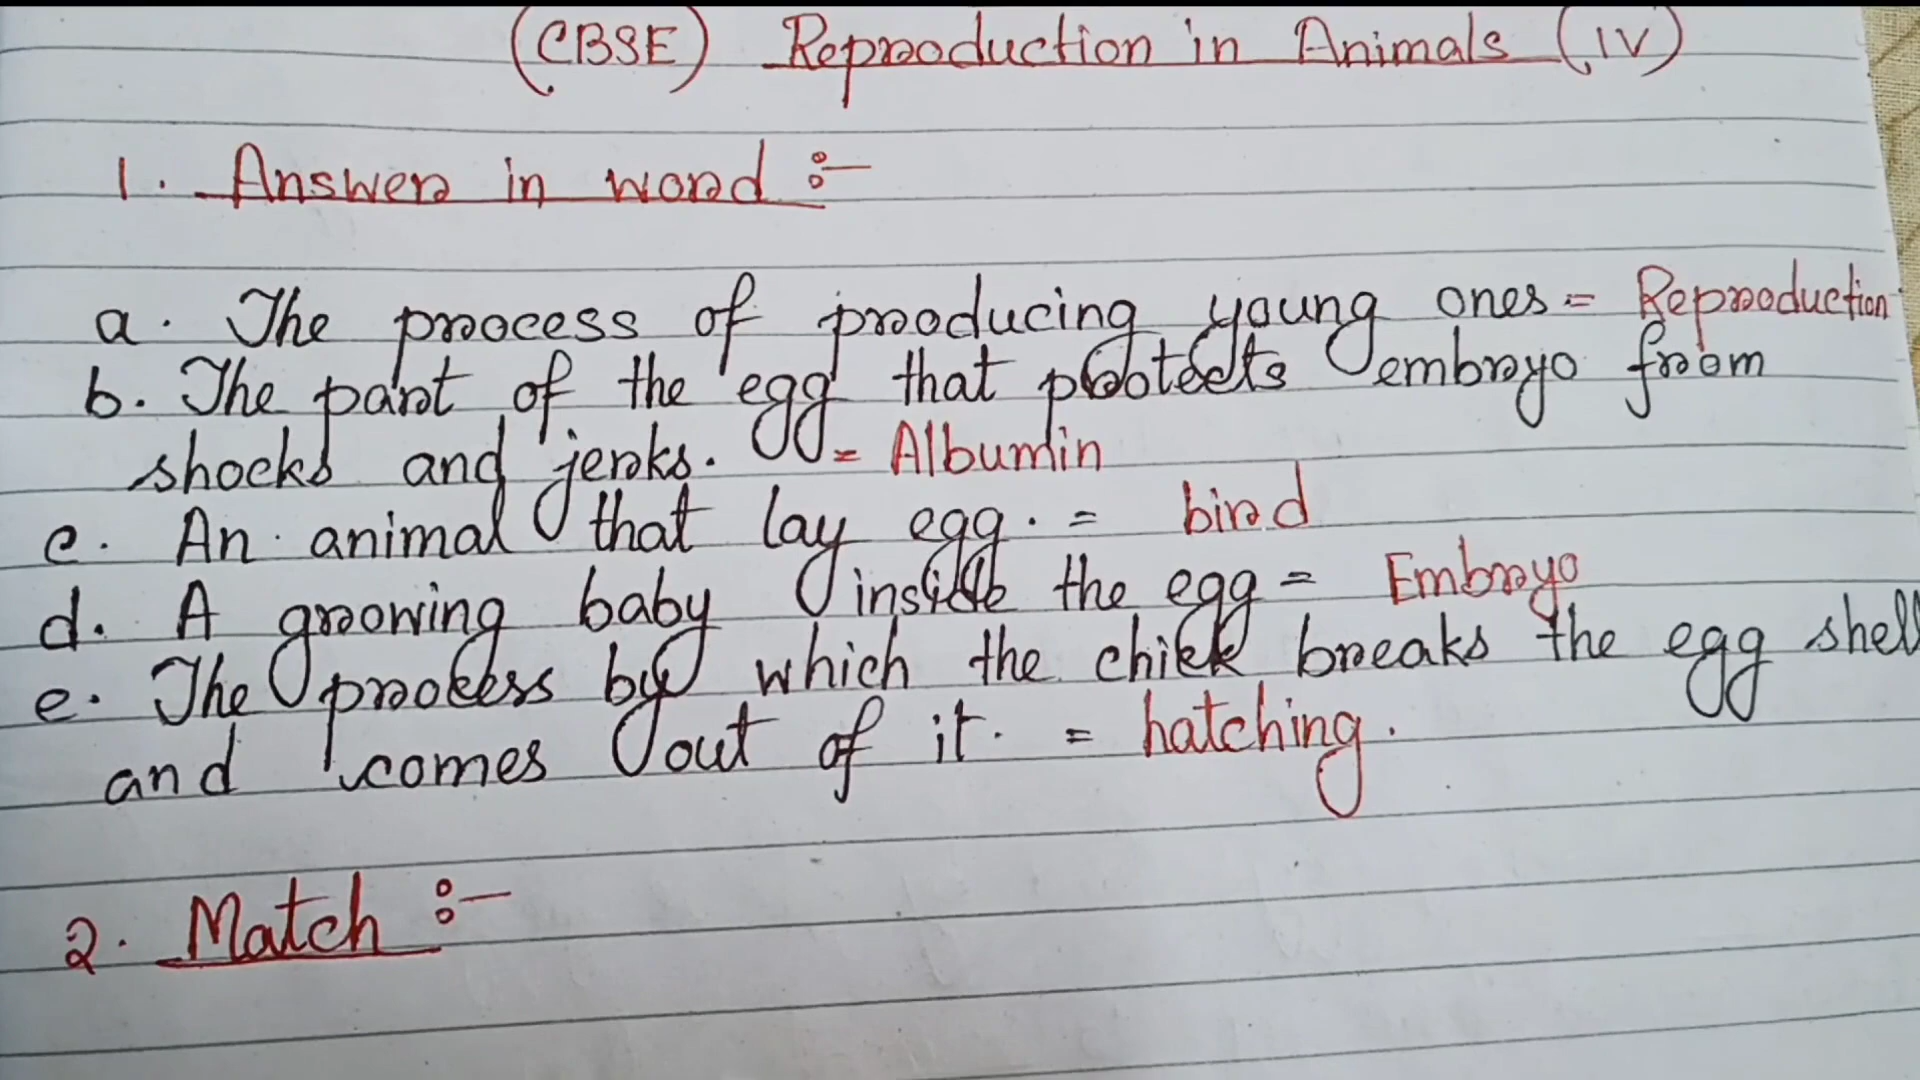 (CBSE) Reproduction in Animals (IV)
1. Answer in word :-
a. The process of producing young ones = Reproduction
b. The part of the egg that protects embryo from
shocks and jerks. = Albumin
c. An animal that lay egg. = bird
d. A growing baby inside the egg = Embryo
e. The process by which the chick breaks the egg shell
and comes out of it. = hatching.
2. Match :-